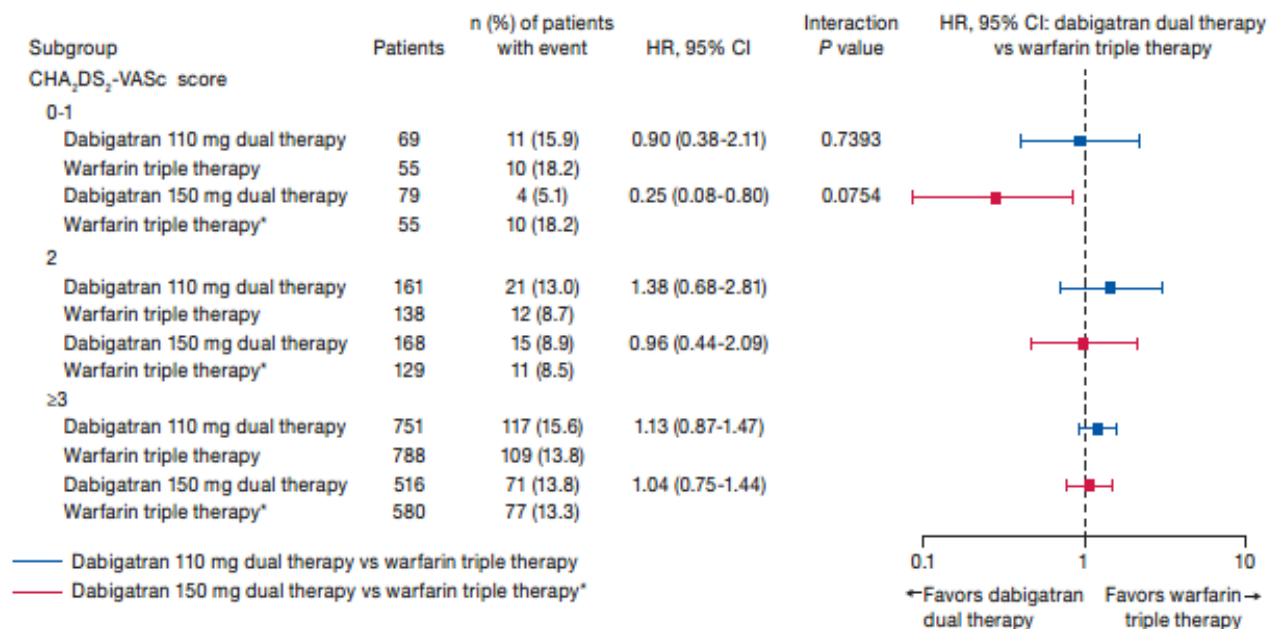 Subgroup Patients n (%) of patients with event HR, 95% CI Interaction P value HR, 95% CI: dabigatran dual therapy vs warfarin triple therapy
CHA₂DS₂-VASc score
0-1
Dabigatran 110 mg dual therapy 69 11 (15.9) 0.90 (0.38-2.11) 0.7393
Warfarin triple therapy 55 10 (18.2)
Dabigatran 150 mg dual therapy 79 4 (5.1) 0.25 (0.08-0.80) 0.0754
Warfarin triple therapy* 55 10 (18.2)
2
Dabigatran 110 mg dual therapy 161 21 (13.0) 1.38 (0.68-2.81)
Warfarin triple therapy 138 12 (8.7)
Dabigatran 150 mg dual therapy 168 15 (8.9) 0.96 (0.44-2.09)
Warfarin triple therapy* 129 11 (8.5)
≥3
Dabigatran 110 mg dual therapy 751 117 (15.6) 1.13 (0.87-1.47)
Warfarin triple therapy 788 109 (13.8)
Dabigatran 150 mg dual therapy 516 71 (13.8) 1.04 (0.75-1.44)
Warfarin triple therapy* 580 77 (13.3)
Dabigatran 110 mg dual therapy vs warfarin triple therapy
Dabigatran 150 mg dual therapy vs warfarin triple therapy*
0.1 1 10
←Favors dabigatran dual therapy
Favors warfarin→ triple therapy